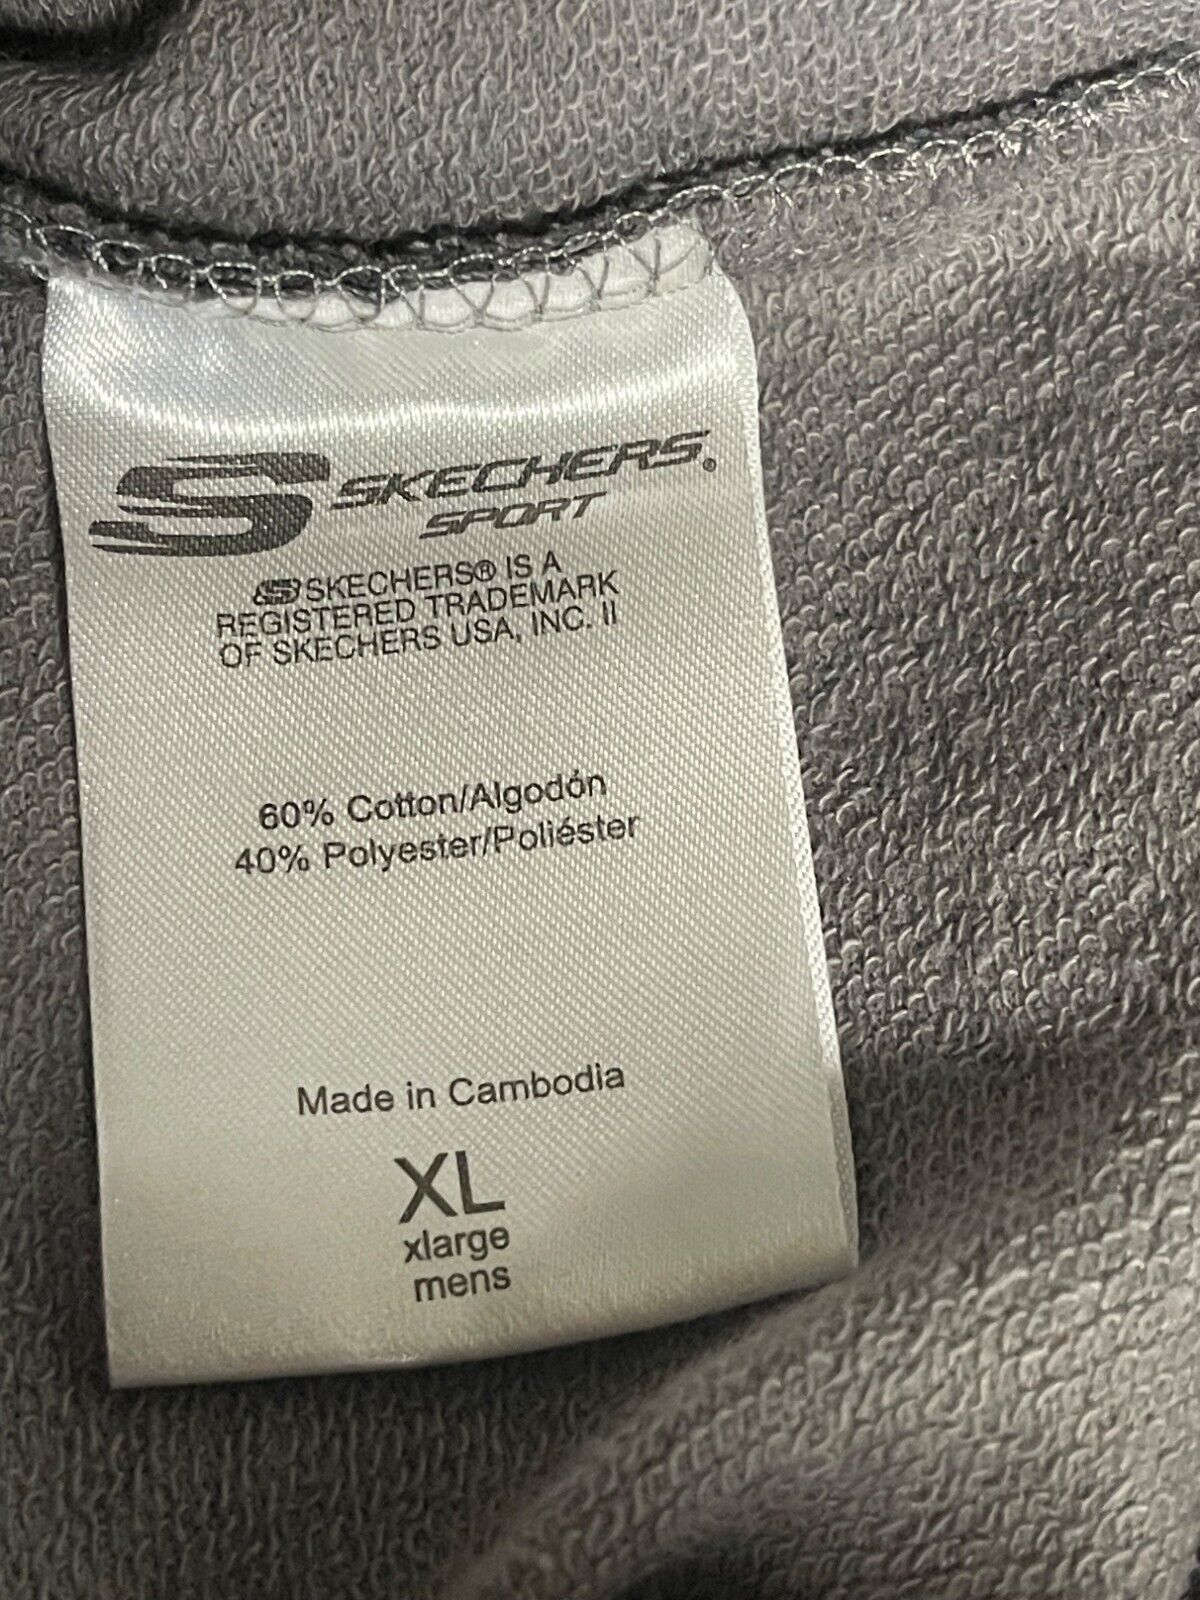 SKECHERS®
SPORT
SKECHERS® IS A
REGISTERED TRADEMARK
OF SKECHERS USA, INC. II
60% Cotton/Algodón
40% Polyester/Poliéster
Made in Cambodia
XL
xlarge
mens